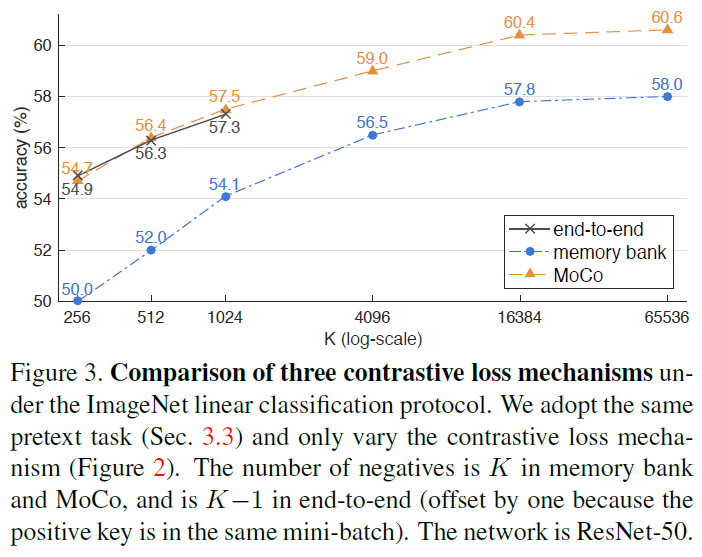 60
58
56
54
52
50
accuracy (%)
54.7
54.9
56.4
56.3
57.5
57.3
59.0
60.4
60.6
50.0
52.0
54.1
56.5
57.8
58.0
end-to-end
memory bank
MoCo
256 512 1024 4096 16384 65536
K (log-scale)
Figure 3. Comparison of three contrastive loss mechanisms un-
der the ImageNet linear classification protocol. We adopt the same
pretext task (Sec. 3.3) and only vary the contrastive loss mecha-
nism (Figure 2). The number of negatives is K in memory bank
and MoCo, and is K−1 in end-to-end (offset by one because the
positive key is in the same mini-batch). The network is ResNet-50.